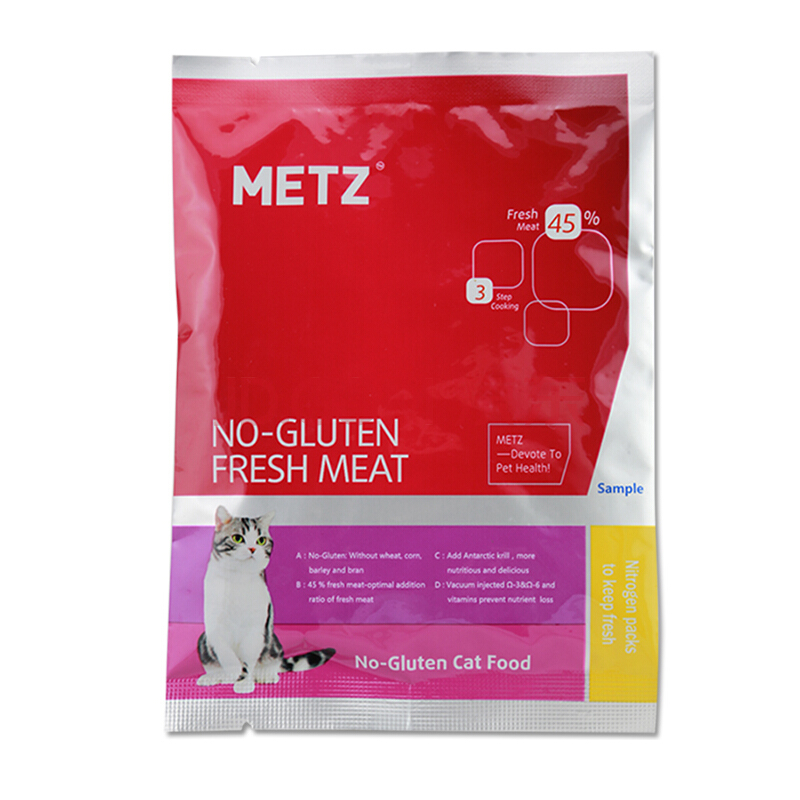 METZ
Fresh
Meat
45 %
3
Step
Cooking
NO-GLUTEN
FRESH MEAT
METZ
—Devote To
Pet Health!
Sample
A : No-Gluten: Without wheat, corn,
barley and bran
B : 45 % fresh meat-optimal addition
ratio of fresh meat
C : Add Antarctic krill , more
nutritious and delicious
D : Vacuum injected Ω-3&Ω-6 and
vitamins prevent nutrient loss
Nitrogen packs
to keep fresh
No-Gluten Cat Food